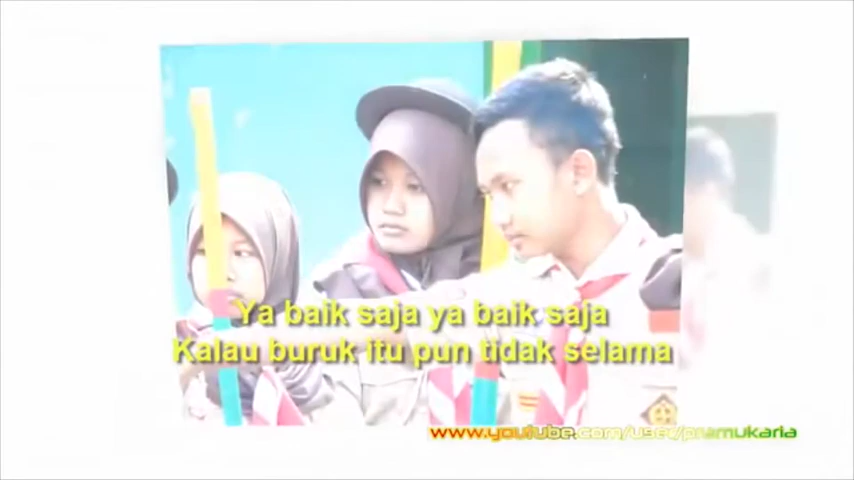 Ya baik saja ya baik saja
Kalau buruk itu pun tidak selama
www.youtube.com/user/pramukaria